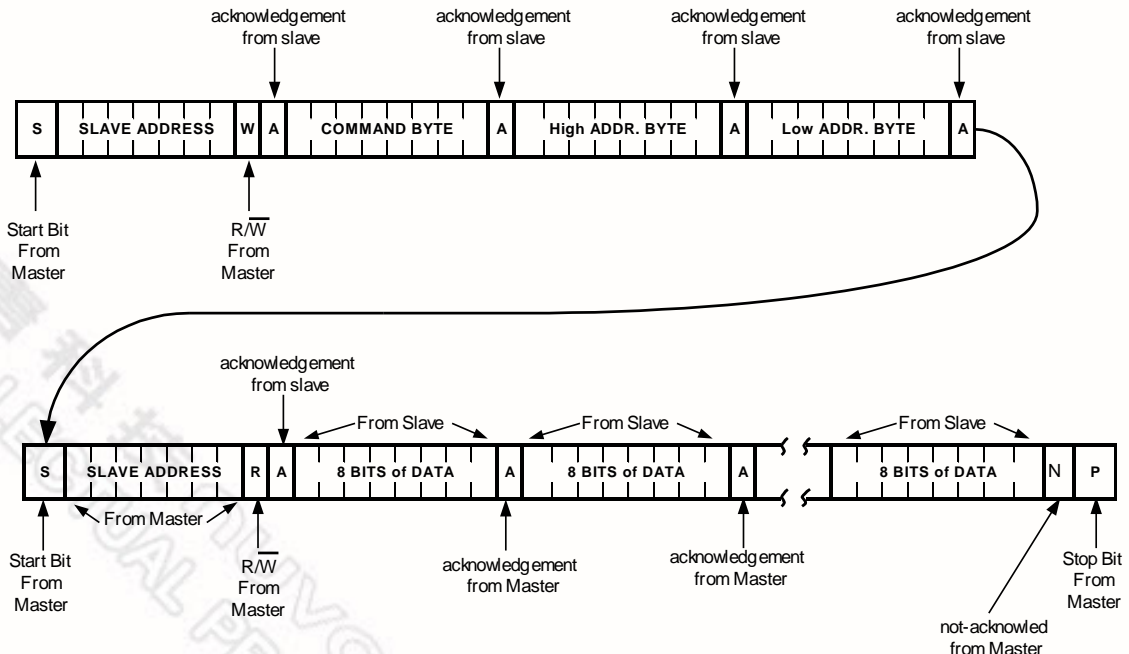 acknowledgement
from slave
acknowledgement
from slave
acknowledgement
from slave
acknowledgement
from slave
S
SLAVE ADDRESS
W
A
COMMAND BYTE
A
High ADDR. BYTE
A
Low ADDR. BYTE
A
Start Bit
From
Master
R/W̅
From
Master
acknowledgement
from slave
From Slave
From Slave
From Slave
S
SLAVE ADDRESS
R
A
8 BITS of DATA
A
8 BITS of DATA
A
8 BITS of DATA
N
P
From Master
Start Bit
From
Master
R/W̅
From
Master
acknowledgement
from Master
acknowledgement
from Master
Stop Bit
From
Master
not-acknowled
from Master